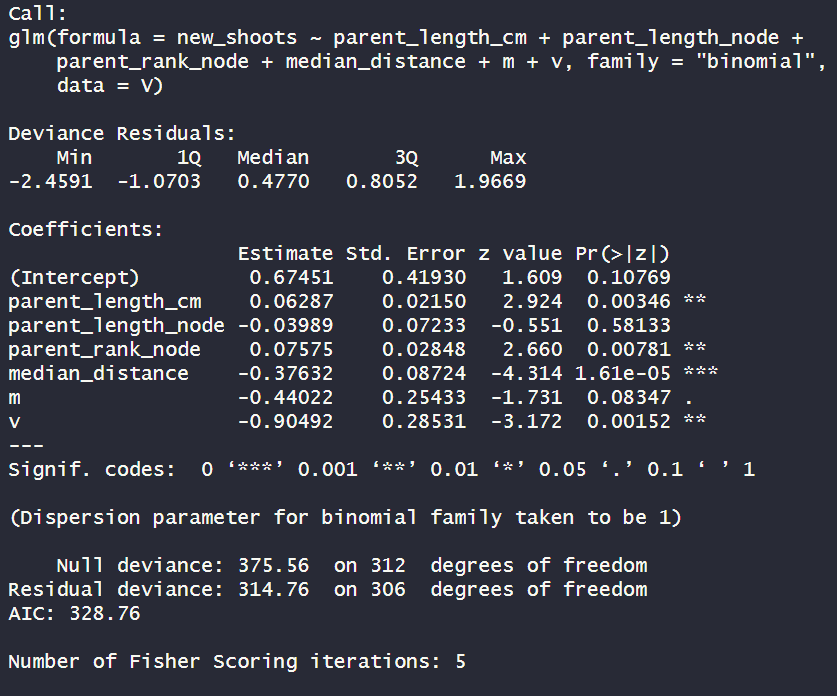 Call:
glm(formula = new_shoots ~ parent_length_cm + parent_length_node +
    parent_rank_node + median_distance + m + v, family = "binomial",
    data = V)

Deviance Residuals:
    Min       1Q   Median       3Q      Max
-2.4591  -1.0703   0.4770   0.8052   1.9669

Coefficients:
                   Estimate Std. Error z value Pr(>|z|)
(Intercept)         0.67451    0.41930   1.609  0.10769
parent_length_cm    0.06287    0.02150   2.924  0.00346 **
parent_length_node -0.03989    0.07233  -0.551  0.58133
parent_rank_node    0.07575    0.02848   2.660  0.00781 **
median_distance    -0.37632    0.08724  -4.314 1.61e-05 ***
m                  -0.44022    0.25433  -1.731  0.08347 .
v                  -0.90492    0.28531  -3.172  0.00152 **
---
Signif. codes:  0 ‘***’ 0.001 ‘**’ 0.01 ‘*’ 0.05 ‘.’ 0.1 ‘ ’ 1

(Dispersion parameter for binomial family taken to be 1)

    Null deviance: 375.56  on 312  degrees of freedom
Residual deviance: 314.76  on 306  degrees of freedom
AIC: 328.76

Number of Fisher Scoring iterations: 5